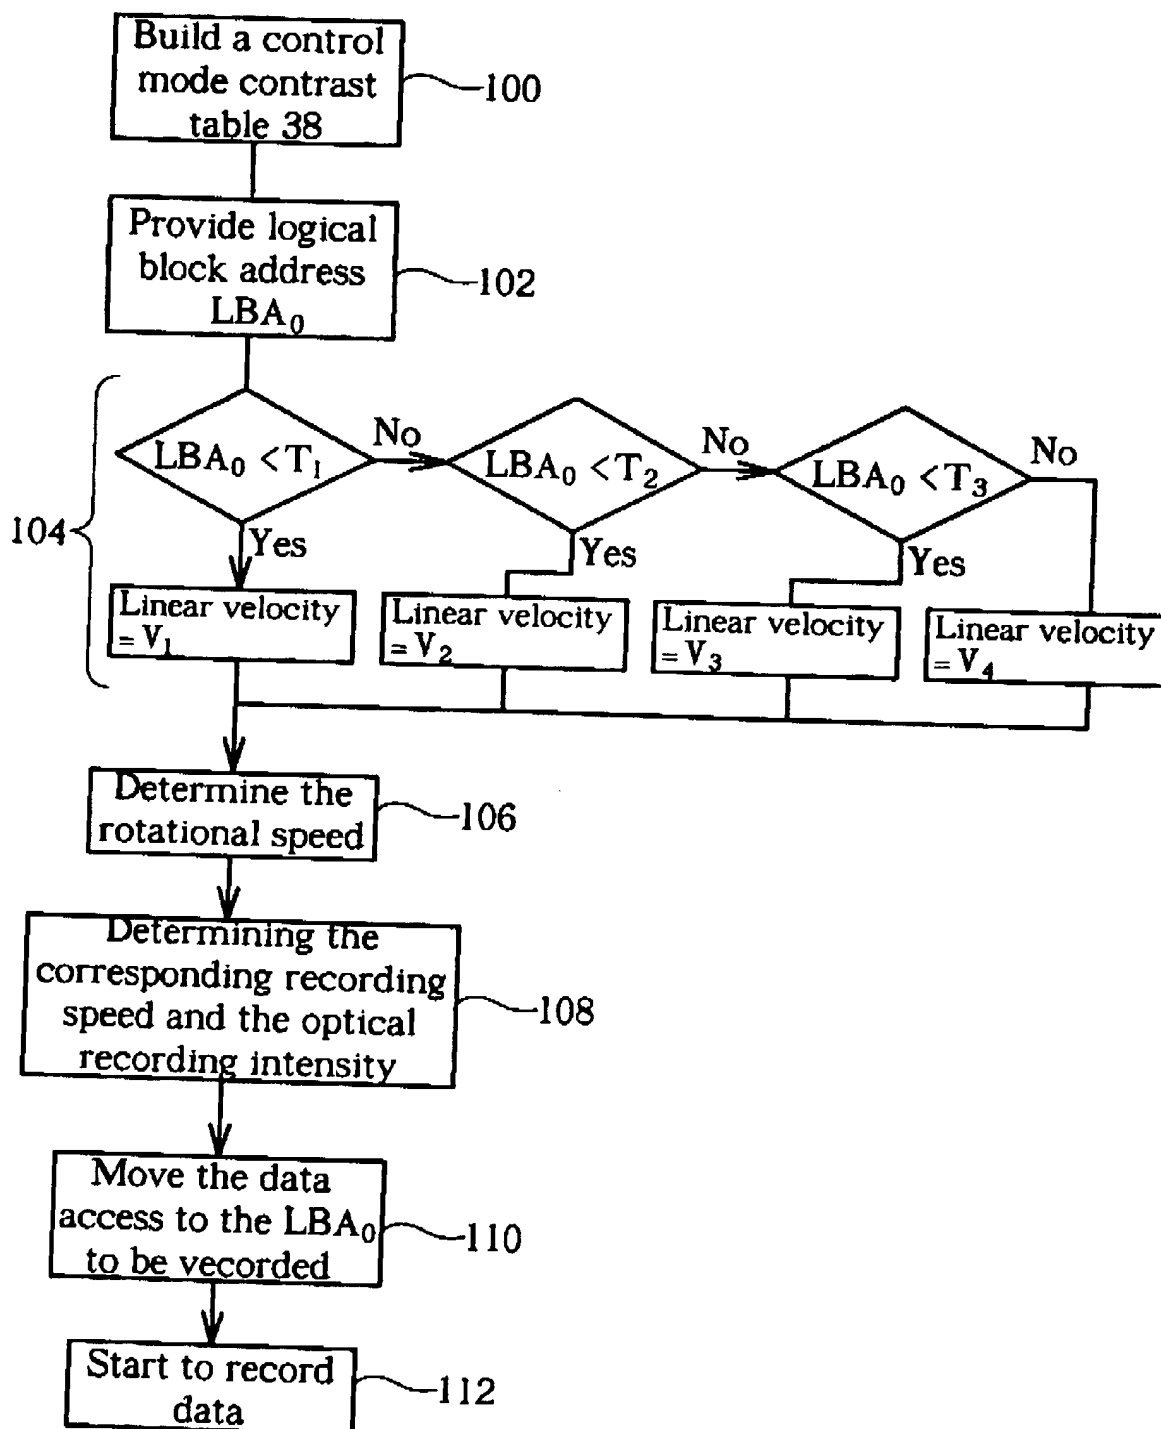 Build a control
mode contrast
table 38
100
Provide logical
block address
LBA₀
102
104
LBA₀ <T₁
No
LBA₀ <T₂
No
LBA₀ <T₃
No
Yes
Yes
Yes
Linear velocity
= V₁
Linear velocity
= V₂
Linear velocity
= V₃
Linear velocity
= V₄
Determine the
rotational speed
106
Determining the
corresponding recording
speed and the optical
recording intensity
108
Move the data
access to the LBA₀
to be vecorded
110
Start to record
data
112